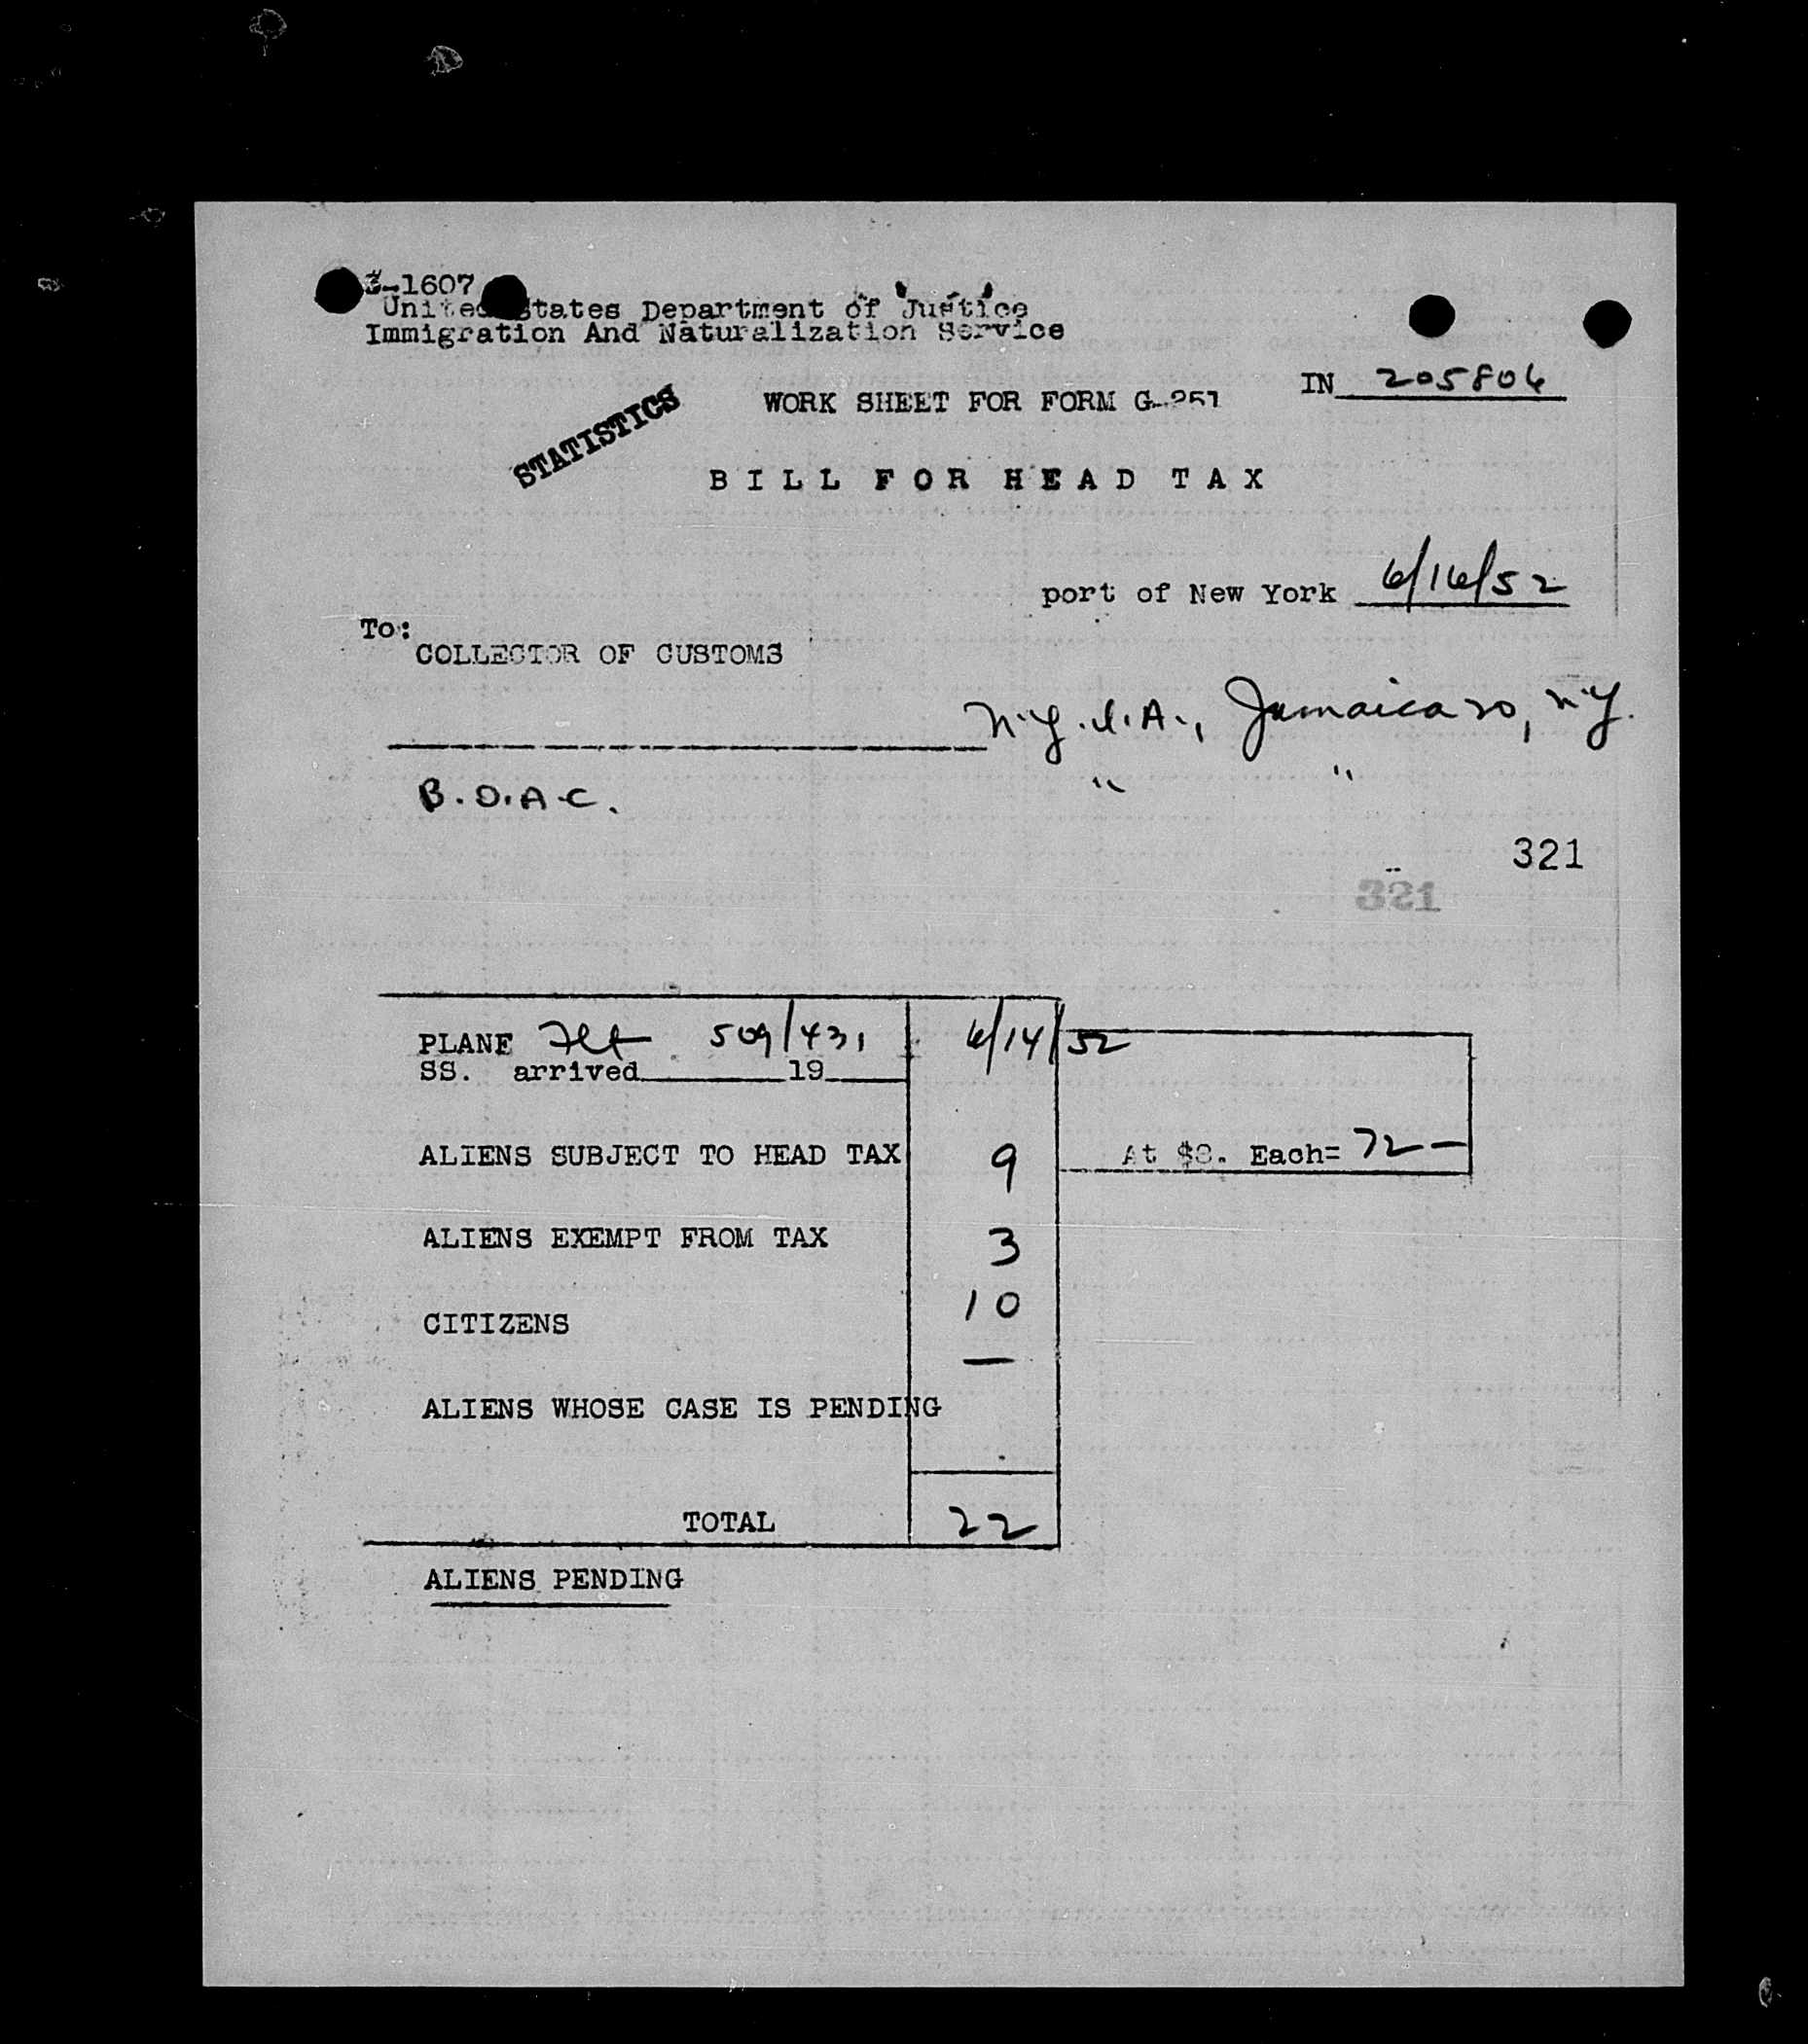 3-1607
United States Department of Justice
Immigration And Naturalization Service
IN 205806
WORK SHEET FOR FORM G-251
STATISTICS
BILL FOR HEAD TAX
port of New York 6/16/52
To:
COLLECTOR OF CUSTOMS
N.Y.I.A., Jamaica 20, N.Y.
B.O.A.C. " "
321
321
PLANE Flt 509/431 6/14/52
SS. arrived 19
ALIENS SUBJECT TO HEAD TAX 9 At $8. Each= 72—
ALIENS EXEMPT FROM TAX 3
CITIZENS 10
—
ALIENS WHOSE CASE IS PENDING
TOTAL 22
ALIENS PENDING